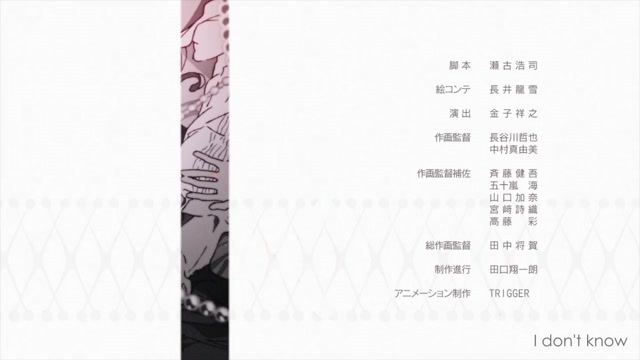 脚本 瀬古浩司
絵コンテ 長井龍雪
演出 金子祥之
作画監督 長谷川哲也
中村真由美
作画監督補佐 斉藤健吾
五十嵐 海
山口加奈
宮﨑詩織
高藤 彩
総作画監督 田中将賀
制作進行 田口翔一朗
アニメーション制作 TRIGGER
I don't know